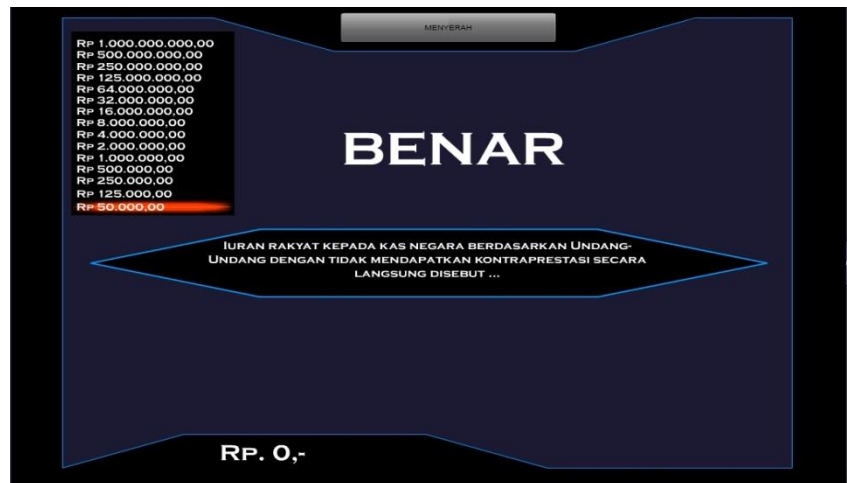 MENYERAH
RP 1.000.000.000,00
RP 500.000.000,00
RP 250.000.000,00
RP 125.000.000,00
RP 64.000.000,00
RP 32.000.000,00
RP 16.000.000,00
RP 8.000.000,00
RP 4.000.000,00
RP 2.000.000,00
RP 1.000.000,00
RP 500.000,00
RP 250.000,00
RP 125.000,00
RP 50.000,00
BENAR
IURAN RAKYAT KEPADA KAS NEGARA BERDASARKAN UNDANG-
UNDANG DENGAN TIDAK MENDAPATKAN KONTRAPRESTASI SECARA
LANGSUNG DISEBUT ...
RP. 0,-